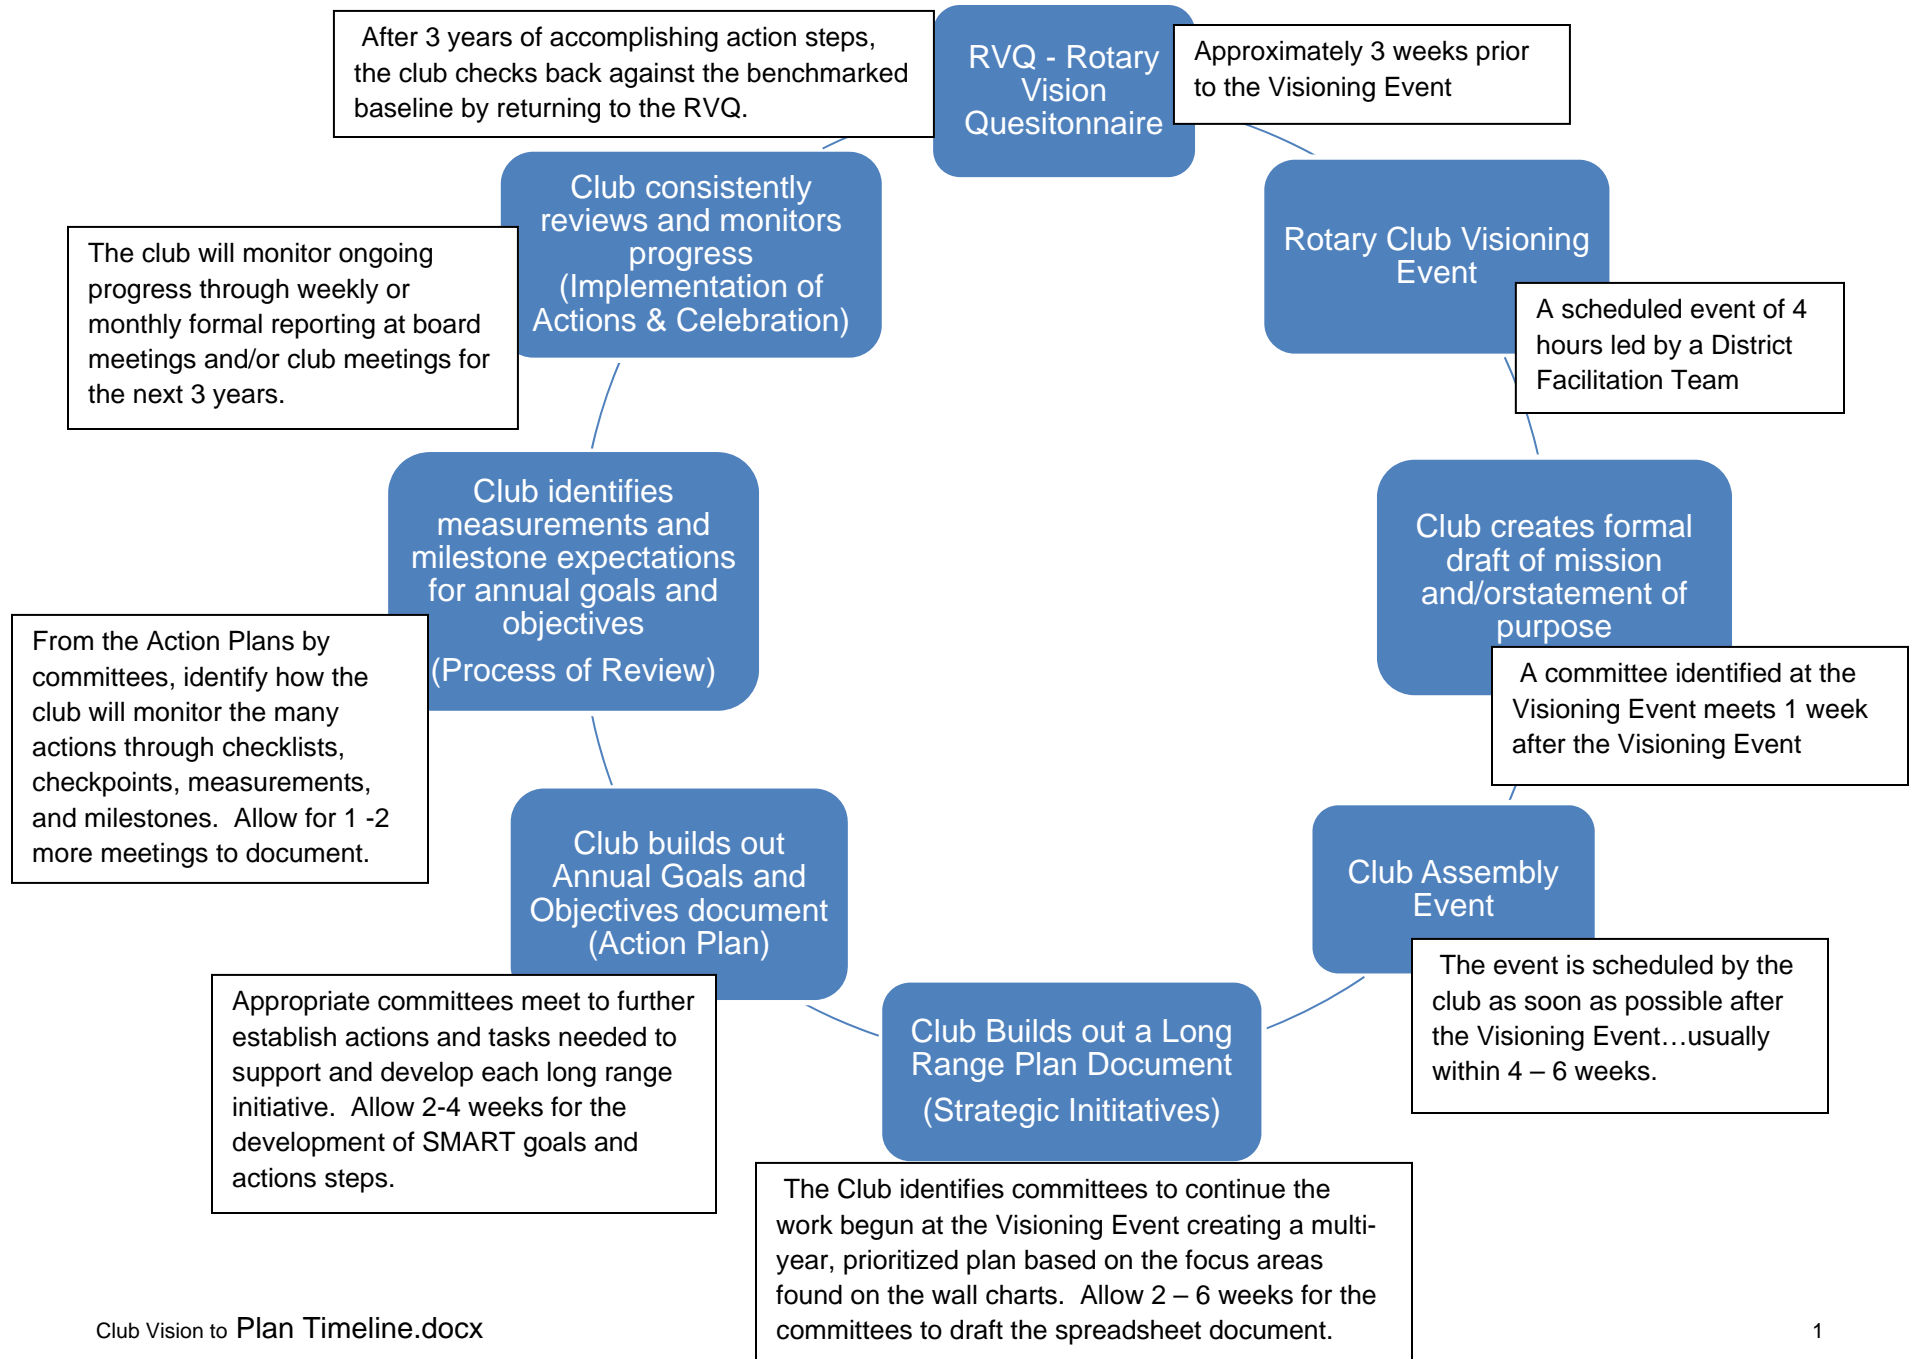 After 3 years of accomplishing action steps,
the club checks back against the benchmarked
baseline by returning to the RVQ.
RVQ - Rotary
Vision
Quesitonnaire
Approximately 3 weeks prior
to the Visioning Event
Rotary Club Visioning
Event
A scheduled event of 4
hours led by a District
Facilitation Team
Club creates formal
draft of mission
and/orstatement of
purpose
A committee identified at the
Visioning Event meets 1 week
after the Visioning Event
Club Assembly
Event
The event is scheduled by the
club as soon as possible after
the Visioning Event…usually
within 4 – 6 weeks.
Club Builds out a Long
Range Plan Document
(Strategic Inititatives)
The Club identifies committees to continue the
work begun at the Visioning Event creating a multi-
year, prioritized plan based on the focus areas
found on the wall charts.  Allow 2 – 6 weeks for the
committees to draft the spreadsheet document.
Club builds out
Annual Goals and
Objectives document
(Action Plan)
Appropriate committees meet to further
establish actions and tasks needed to
support and develop each long range
initiative.  Allow 2-4 weeks for the
development of SMART goals and
actions steps.
Club identifies
measurements and
milestone expectations
for annual goals and
objectives
(Process of Review)
From the Action Plans by
committees, identify how the
club will monitor the many
actions through checklists,
checkpoints, measurements,
and milestones.  Allow for 1 -2
more meetings to document.
Club consistently
reviews and monitors
progress
(Implementation of
Actions & Celebration)
The club will monitor ongoing
progress through weekly or
monthly formal reporting at board
meetings and/or club meetings for
the next 3 years.
Club Vision to Plan Timeline.docx
1